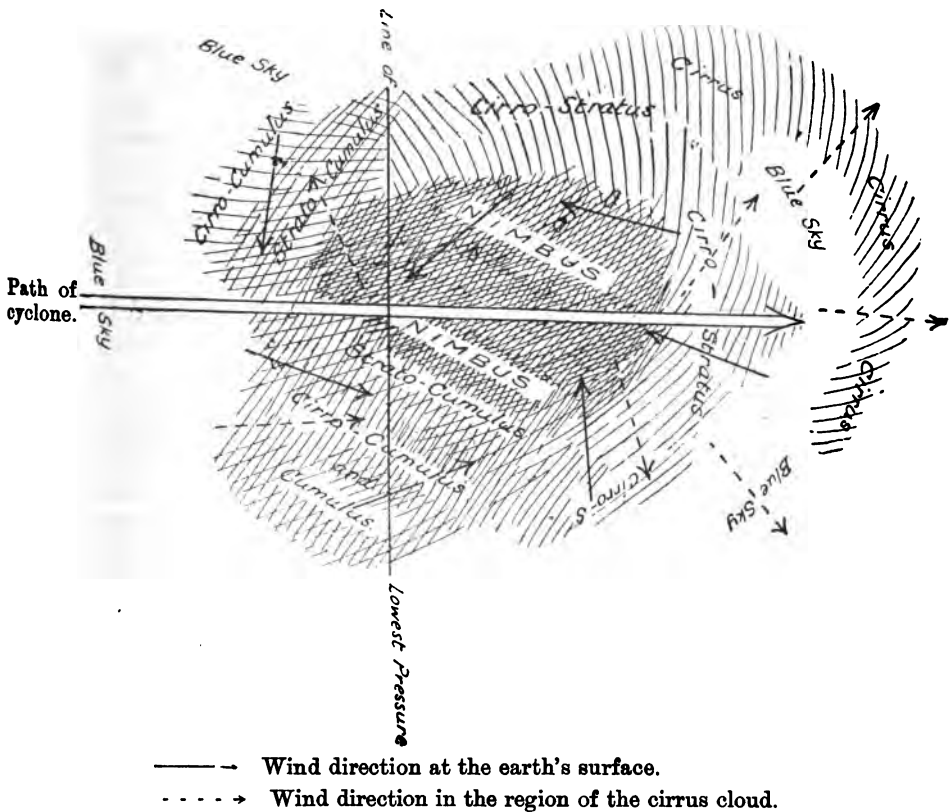 Line of
Blue Sky
Cirrus
Cirro-Stratus
Cirro-Cumulus
Strato Cumulus
Blue Sky
Cirrus
NIMBUS
Cirro-Stratus
Blue Sky
Path of
cyclone.
NIMBUS
Strato-Cumulus
Cirrus
Cirro Cumulus
and
Cumulus
Cirro-S
Blue
Sky
Lowest Pressure
Wind direction at the earth's surface.
Wind direction in the region of the cirrus cloud.